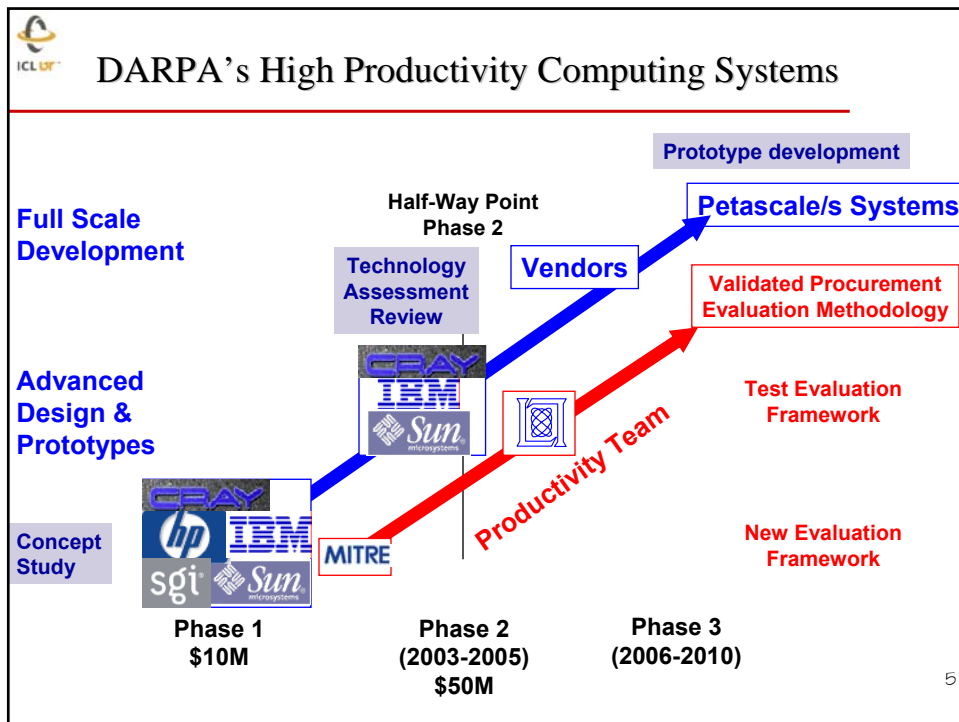 ICL UT
DARPA's High Productivity Computing Systems
Prototype development
Full Scale
Development
Half-Way Point
Phase 2
Petascale/s Systems
Technology
Assessment
Review
Vendors
Validated Procurement
Evaluation Methodology
CRAY
IBM
Sun
microsystems
Advanced
Design &
Prototypes
Test Evaluation
Framework
Productivity Team
CRAY
hp
IBM
sgi
Sun
microsystems
MITRE
Concept
Study
New Evaluation
Framework
Phase 1
$10M
Phase 2
(2003-2005)
$50M
Phase 3
(2006-2010)
5